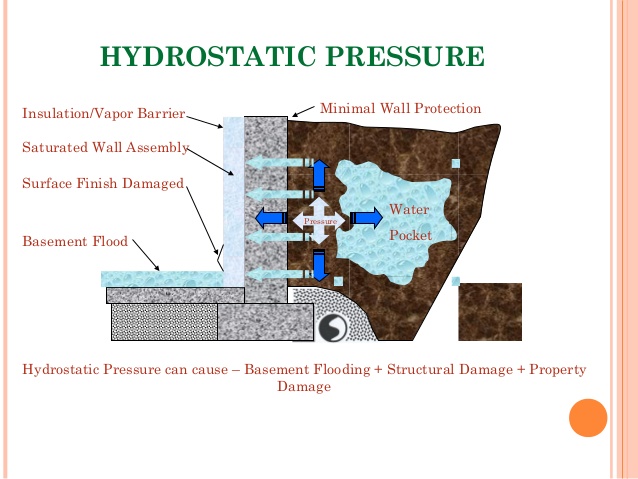 HYDROSTATIC PRESSURE
Insulation/Vapor Barrier
Minimal Wall Protection
Saturated Wall Assembly
Surface Finish Damaged
Water
Pressure
Pocket
Basement Flood
Hydrostatic Pressure can cause – Basement Flooding + Structural Damage + Property
Damage